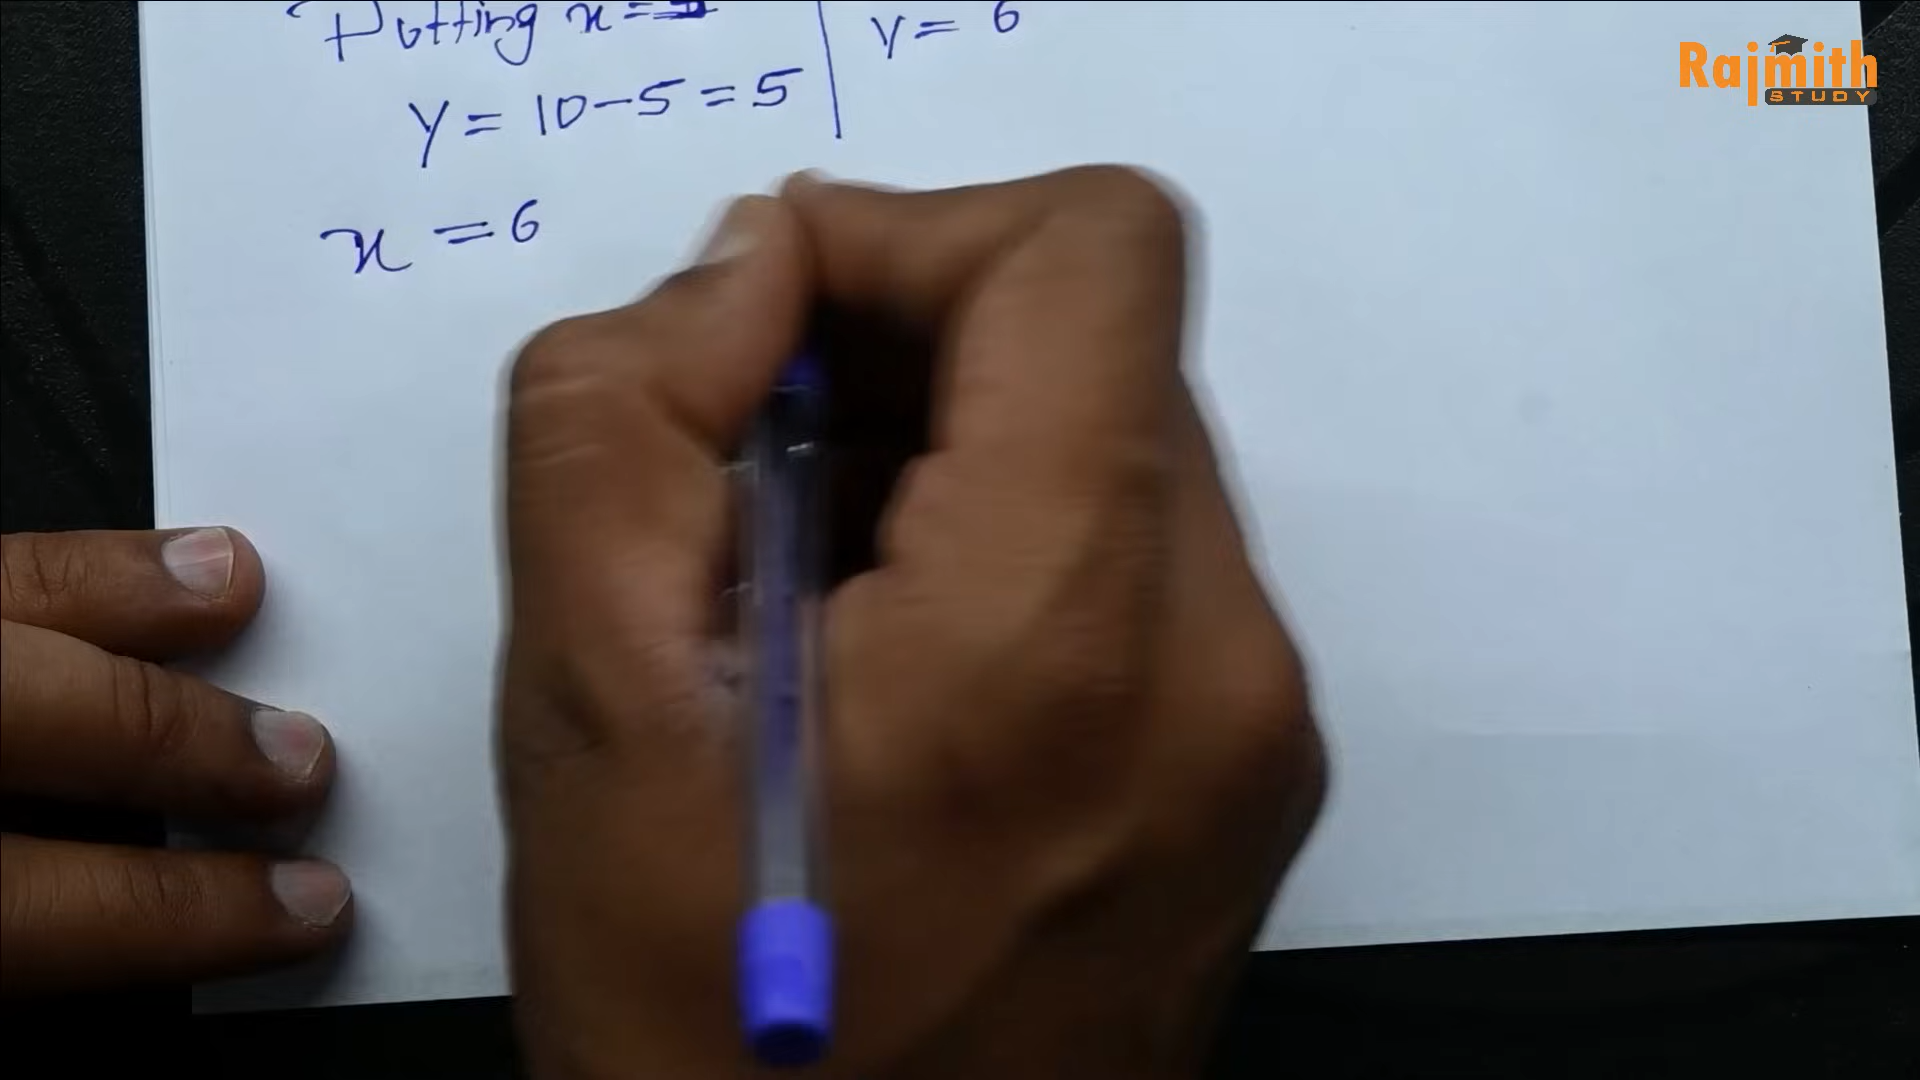 Putting x =
y = 10-5 = 5
y = 6
x = 6
Rajmith
STUDY